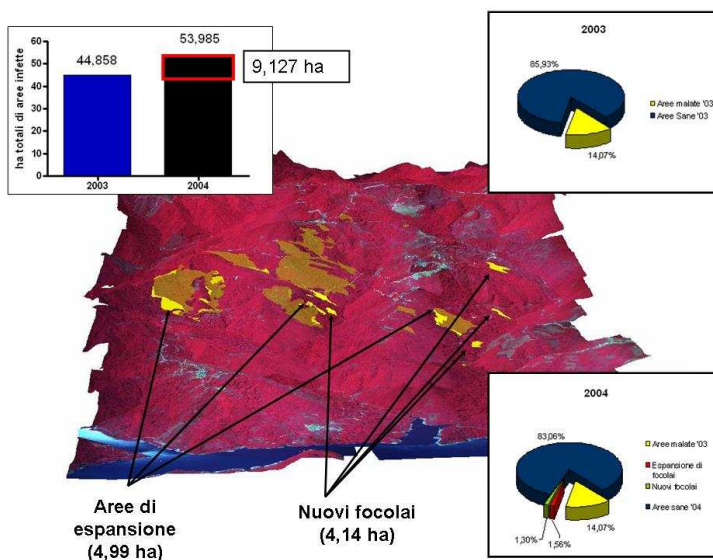 53,985
60
44,858
9,127 ha
50
40
30
20
10
0
ha totali di aree infette
2003
2004
2003
85,93%
Aree malate '03
Aree Sane '03
14,07%
Aree di
espansione
(4,99 ha)
Nuovi focolai
(4,14 ha)
2004
83,06%
Aree malate '03
Espansione di
focolai
Nuovi focolai
Aree sane '04
14,07%
1,30%
1,56%